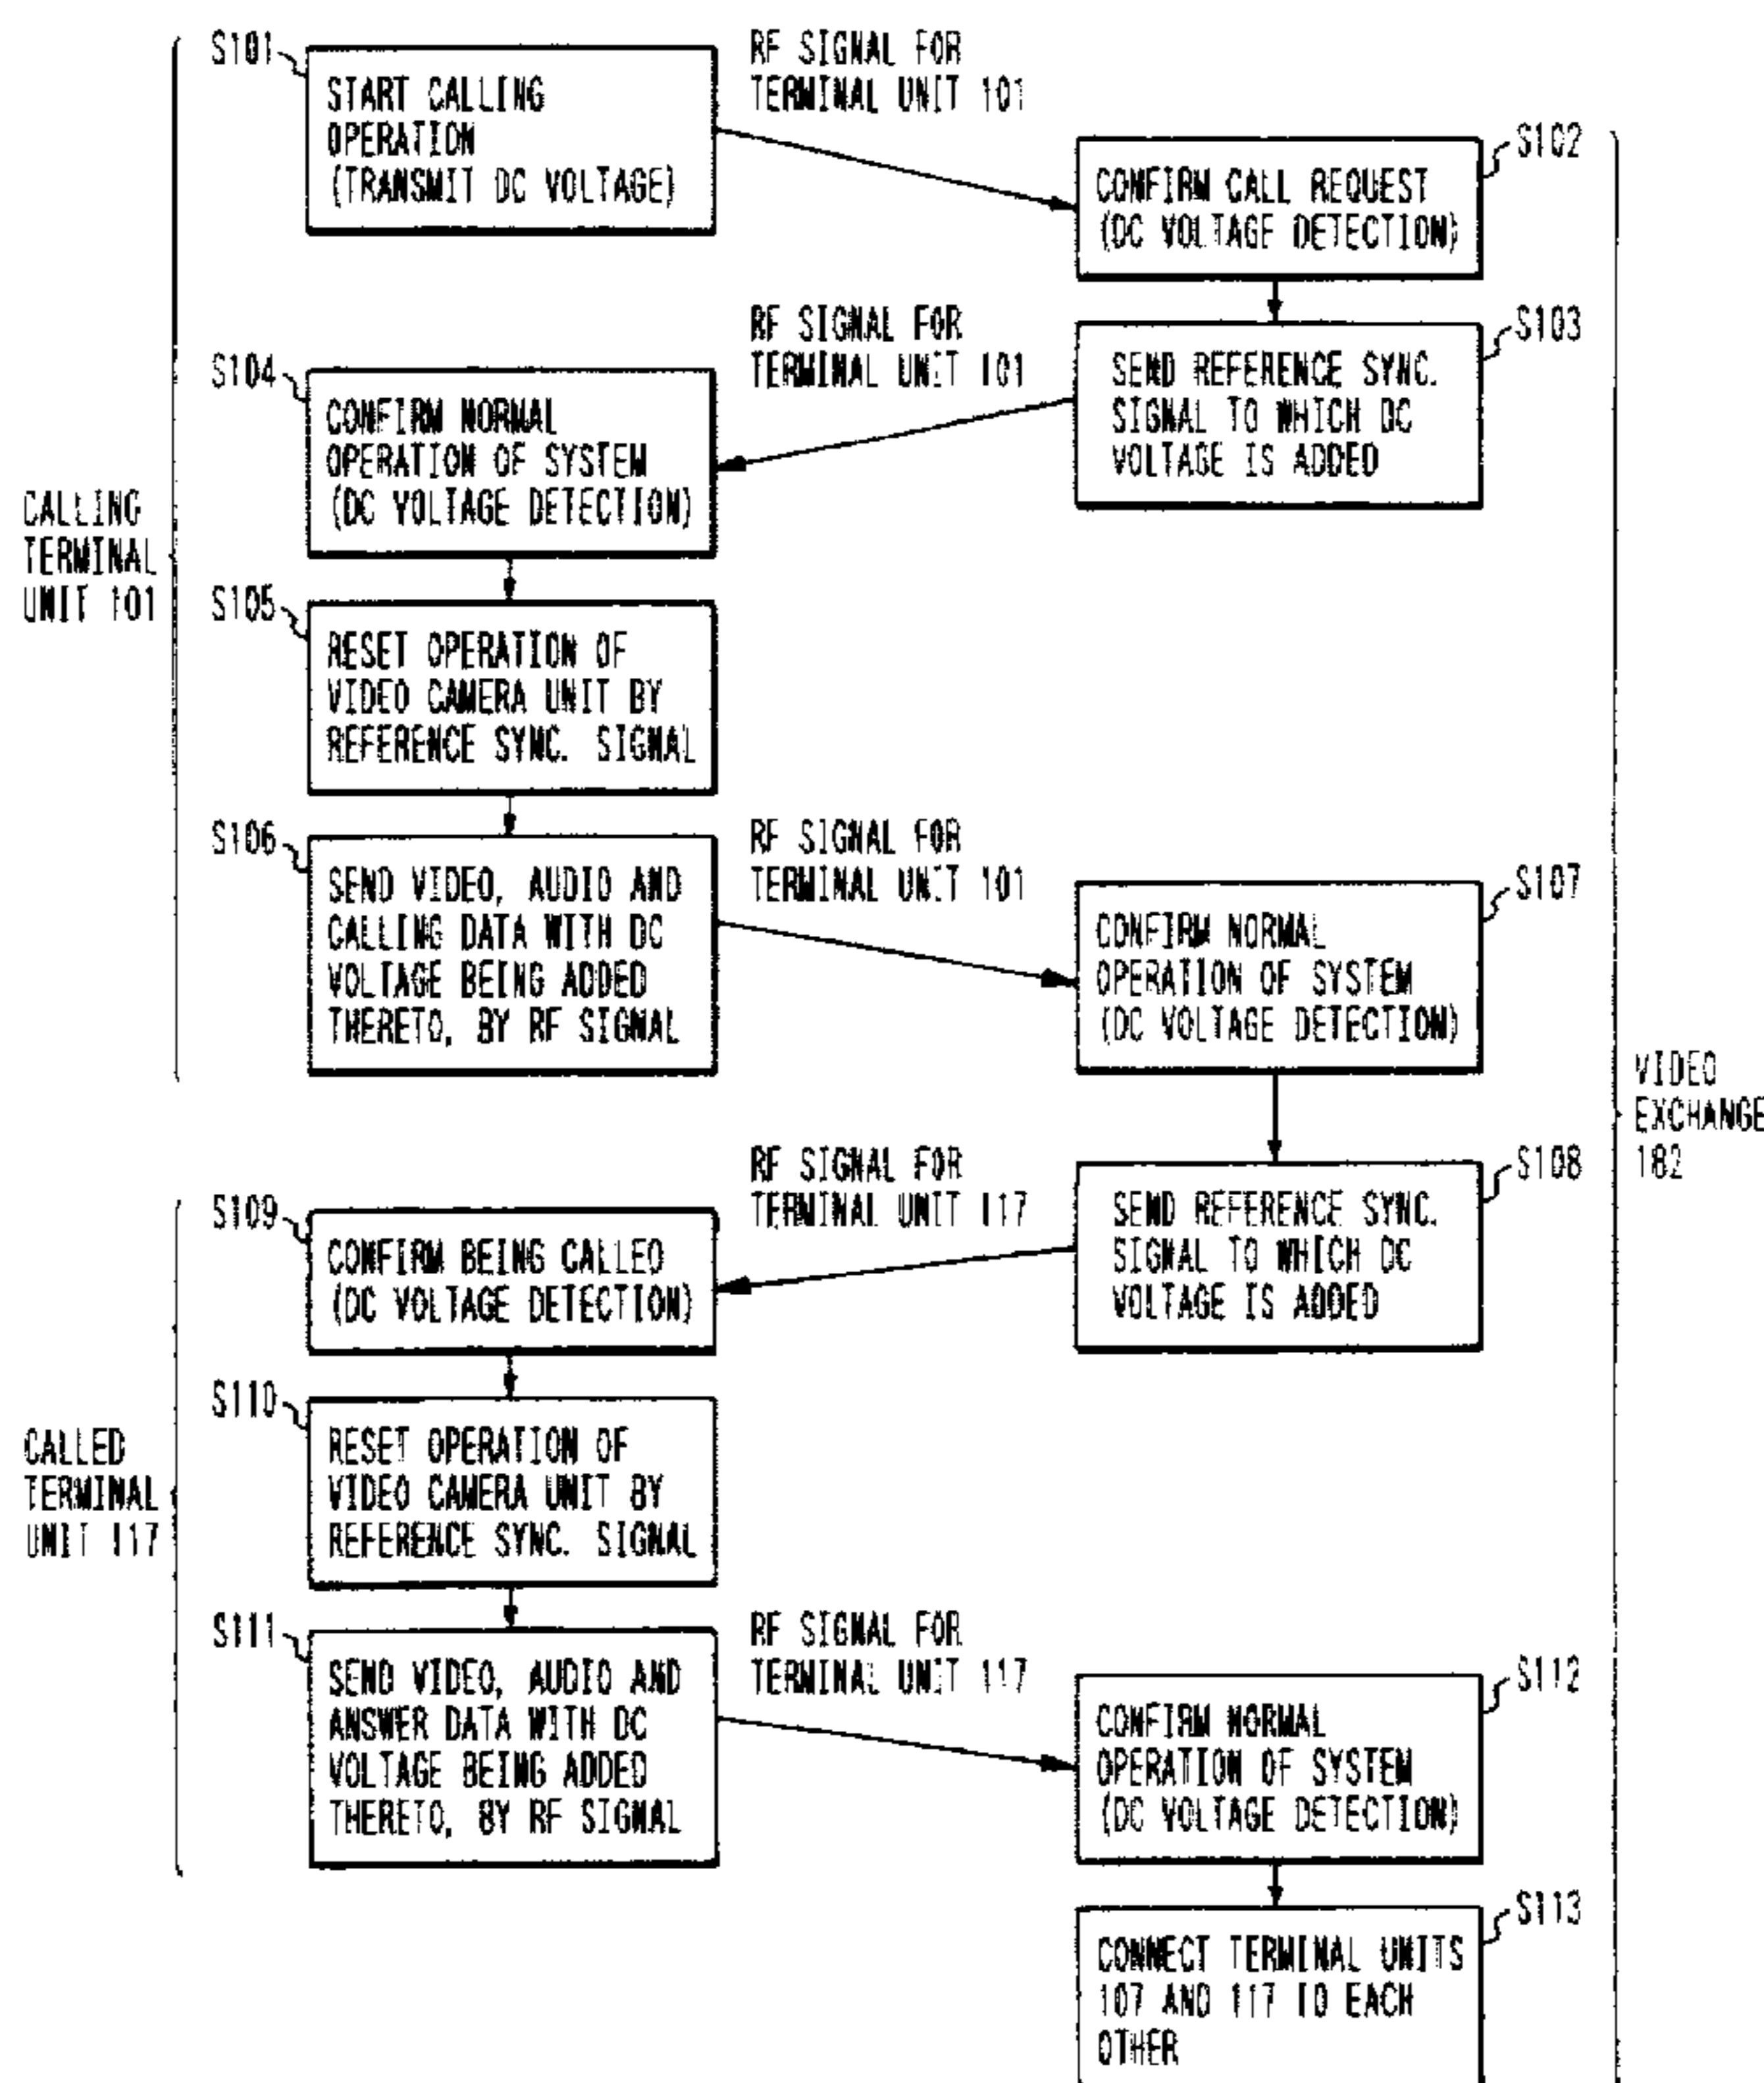 S101
START CALLING
OPERATION
(TRANSMIT DC VOLTAGE)
RF SIGNAL FOR
TERMINAL UNIT 101
S102
CONFIRM CALL REQUEST
(DC VOLTAGE DETECTION)
S103
SEND REFERENCE SYNC.
SIGNAL TO WHICH DC
VOLTAGE IS ADDED
RF SIGNAL FOR
TERMINAL UNIT 101
S104
CONFIRM NORMAL
OPERATION OF SYSTEM
(DC VOLTAGE DETECTION)
CALLING
TERMINAL
UNIT 101
S105
RESET OPERATION OF
VIDEO CAMERA UNIT BY
REFERENCE SYNC. SIGNAL
S106
SEND VIDEO, AUDIO AND
CALLING DATA WITH DC
VOLTAGE BEING ADDED
THERETO, BY RF SIGNAL
RF SIGNAL FOR
TERMINAL UNIT 101
S107
CONFIRM NORMAL
OPERATION OF SYSTEM
(DC VOLTAGE DETECTION)
VIDEO
EXCHANGE
182
S108
SEND REFERENCE SYNC.
SIGNAL TO WHICH DC
VOLTAGE IS ADDED
RF SIGNAL FOR
TERMINAL UNIT 117
S109
CONFIRM BEING CALLED
(DC VOLTAGE DETECTION)
S110
RESET OPERATION OF
VIDEO CAMERA UNIT BY
REFERENCE SYNC. SIGNAL
CALLED
TERMINAL
UNIT 117
S111
SEND VIDEO, AUDIO AND
ANSWER DATA WITH DC
VOLTAGE BEING ADDED
THERETO, BY RF SIGNAL
RF SIGNAL FOR
TERMINAL UNIT 117
S112
CONFIRM NORMAL
OPERATION OF SYSTEM
(DC VOLTAGE DETECTION)
S113
CONNECT TERMINAL UNITS
107 AND 117 TO EACH
OTHER